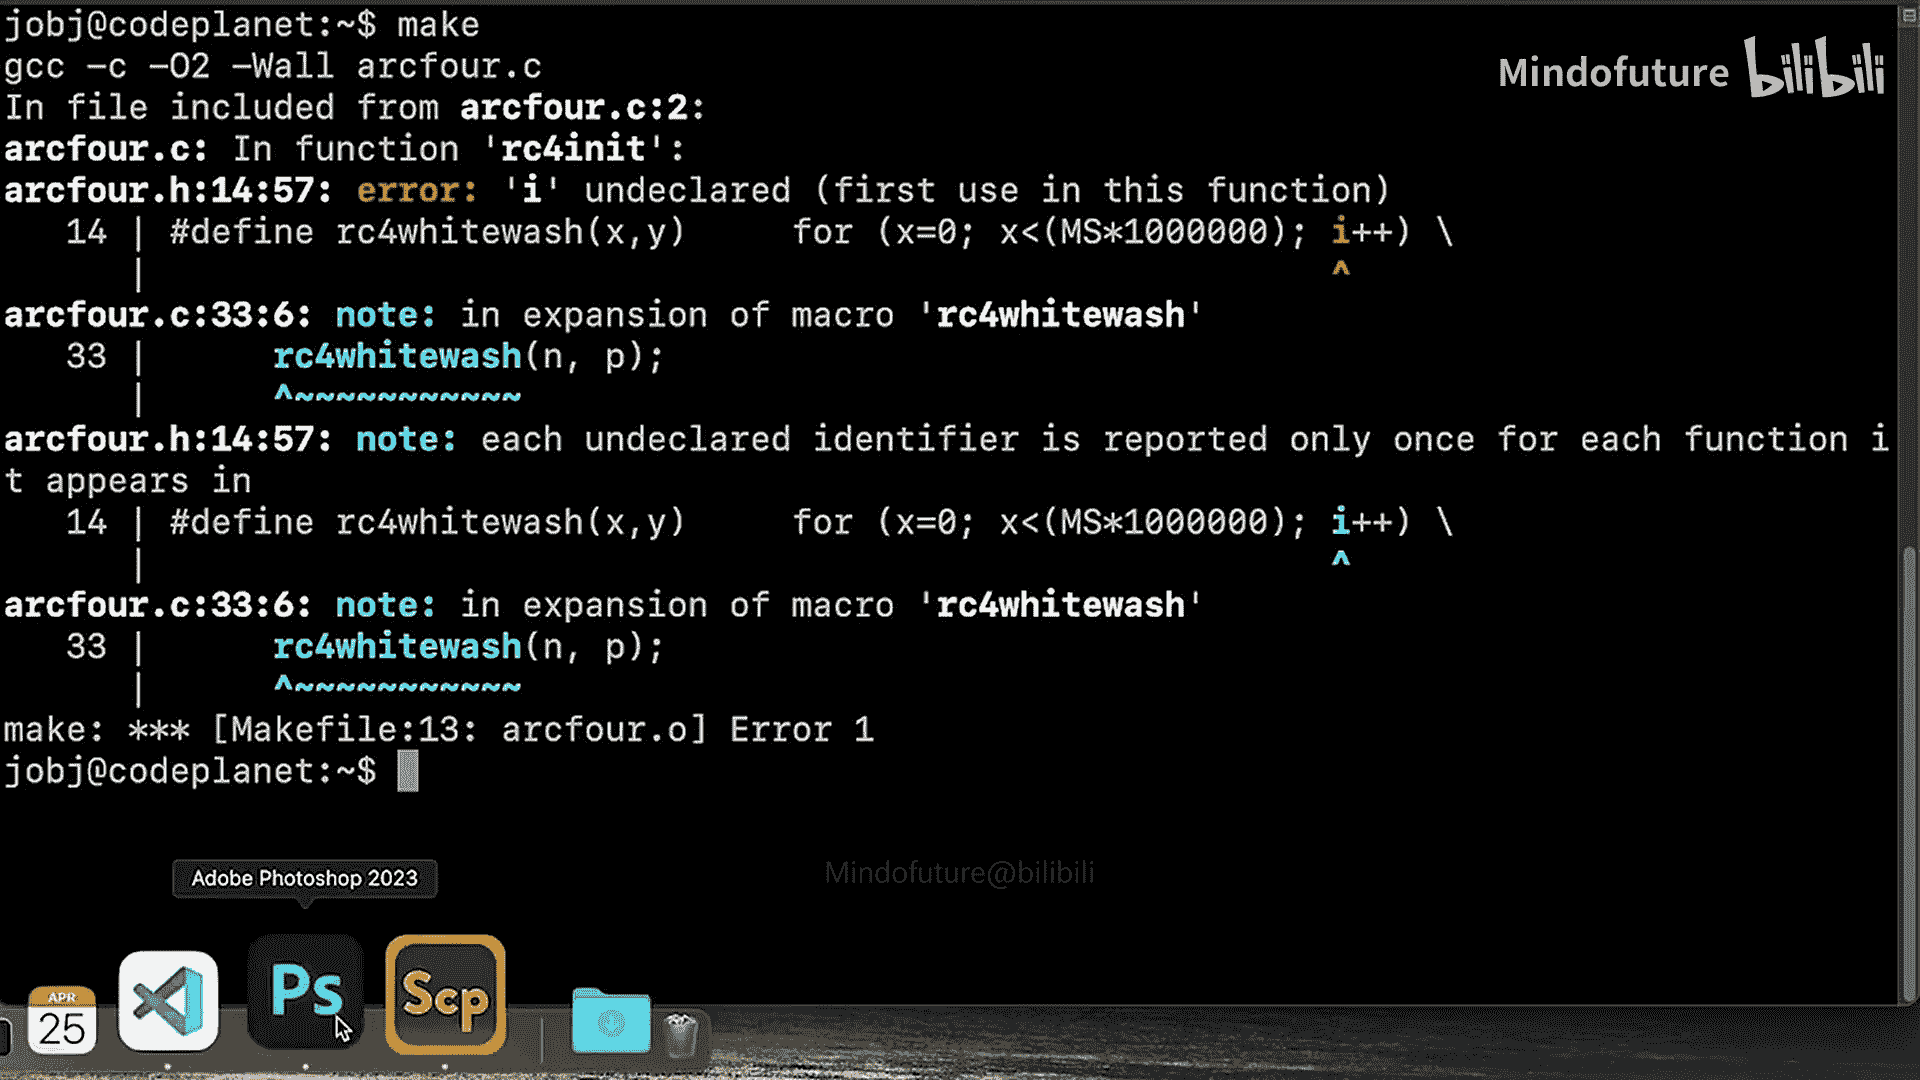 jobj@codeplanet:~$ make
gcc -c -O2 -Wall arcfour.c
In file included from arcfour.c:2:
arcfour.c: In function 'rc4init':
arcfour.h:14:57: error: 'i' undeclared (first use in this function)
   14 | #define rc4whitewash(x,y)     for (x=0; x<(MS*1000000); i++) \
      |                                                         ^
arcfour.c:33:6: note: in expansion of macro 'rc4whitewash'
   33 |      rc4whitewash(n, p);
      |      ^~~~~~~~~~~~
arcfour.h:14:57: note: each undeclared identifier is reported only once for each function i
t appears in
   14 | #define rc4whitewash(x,y)     for (x=0; x<(MS*1000000); i++) \
      |                                                         ^
arcfour.c:33:6: note: in expansion of macro 'rc4whitewash'
   33 |      rc4whitewash(n, p);
      |      ^~~~~~~~~~~~
make: *** [Makefile:13: arcfour.o] Error 1
jobj@codeplanet:~$
Mindofuture bilibili
Mindofuture@bilibili
Adobe Photoshop 2023
APR
25
Ps
Scp